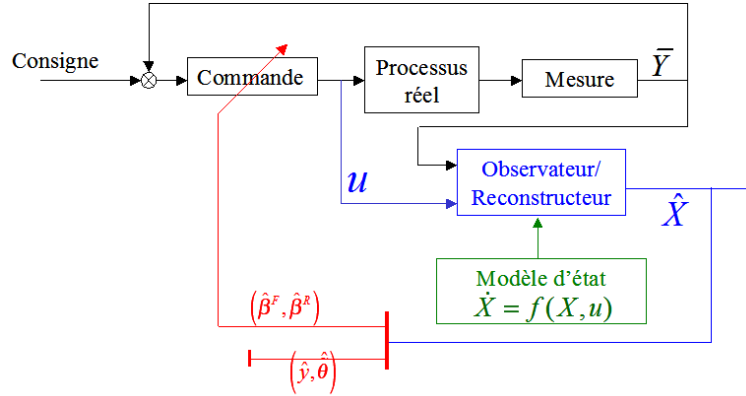 Consigne
Commande
Processus
réel
Mesure
Y̅
u
Observateur/
Reconstructeur
X̂
Modèle d'état
Ẋ = f(X,u)
(β̂ᶠ,β̂ᴿ)
(ŷ,θ̂)